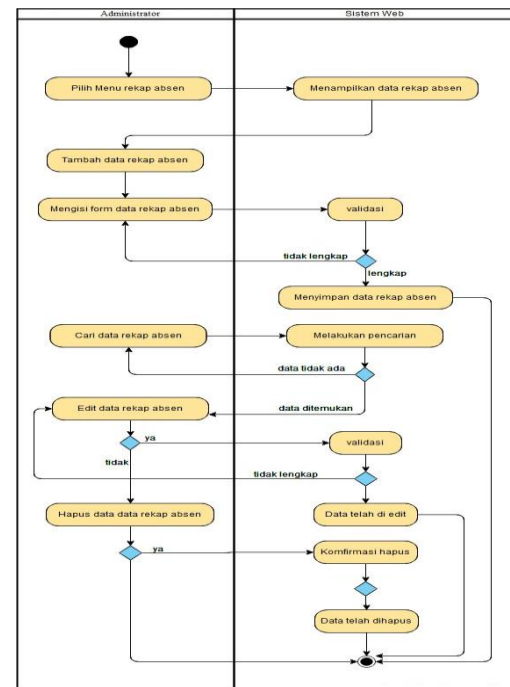 Administrator
Sistem Web
Pilih Menu rekap absen
Menampilkan data rekap absen
Tambah data rekap absen
Mengisi form data rekap absen
validasi
tidak lengkap
lengkap
Menyimpan data rekap absen
Cari data rekap absen
Melakukan pencarian
data tidak ada
data ditemukan
Edit data rekap absen
ya
validasi
tidak
tidak lengkap
Hapus data data rekap absen
Data telah di edit
ya
Komfirmasi hapus
Data telah dihapus